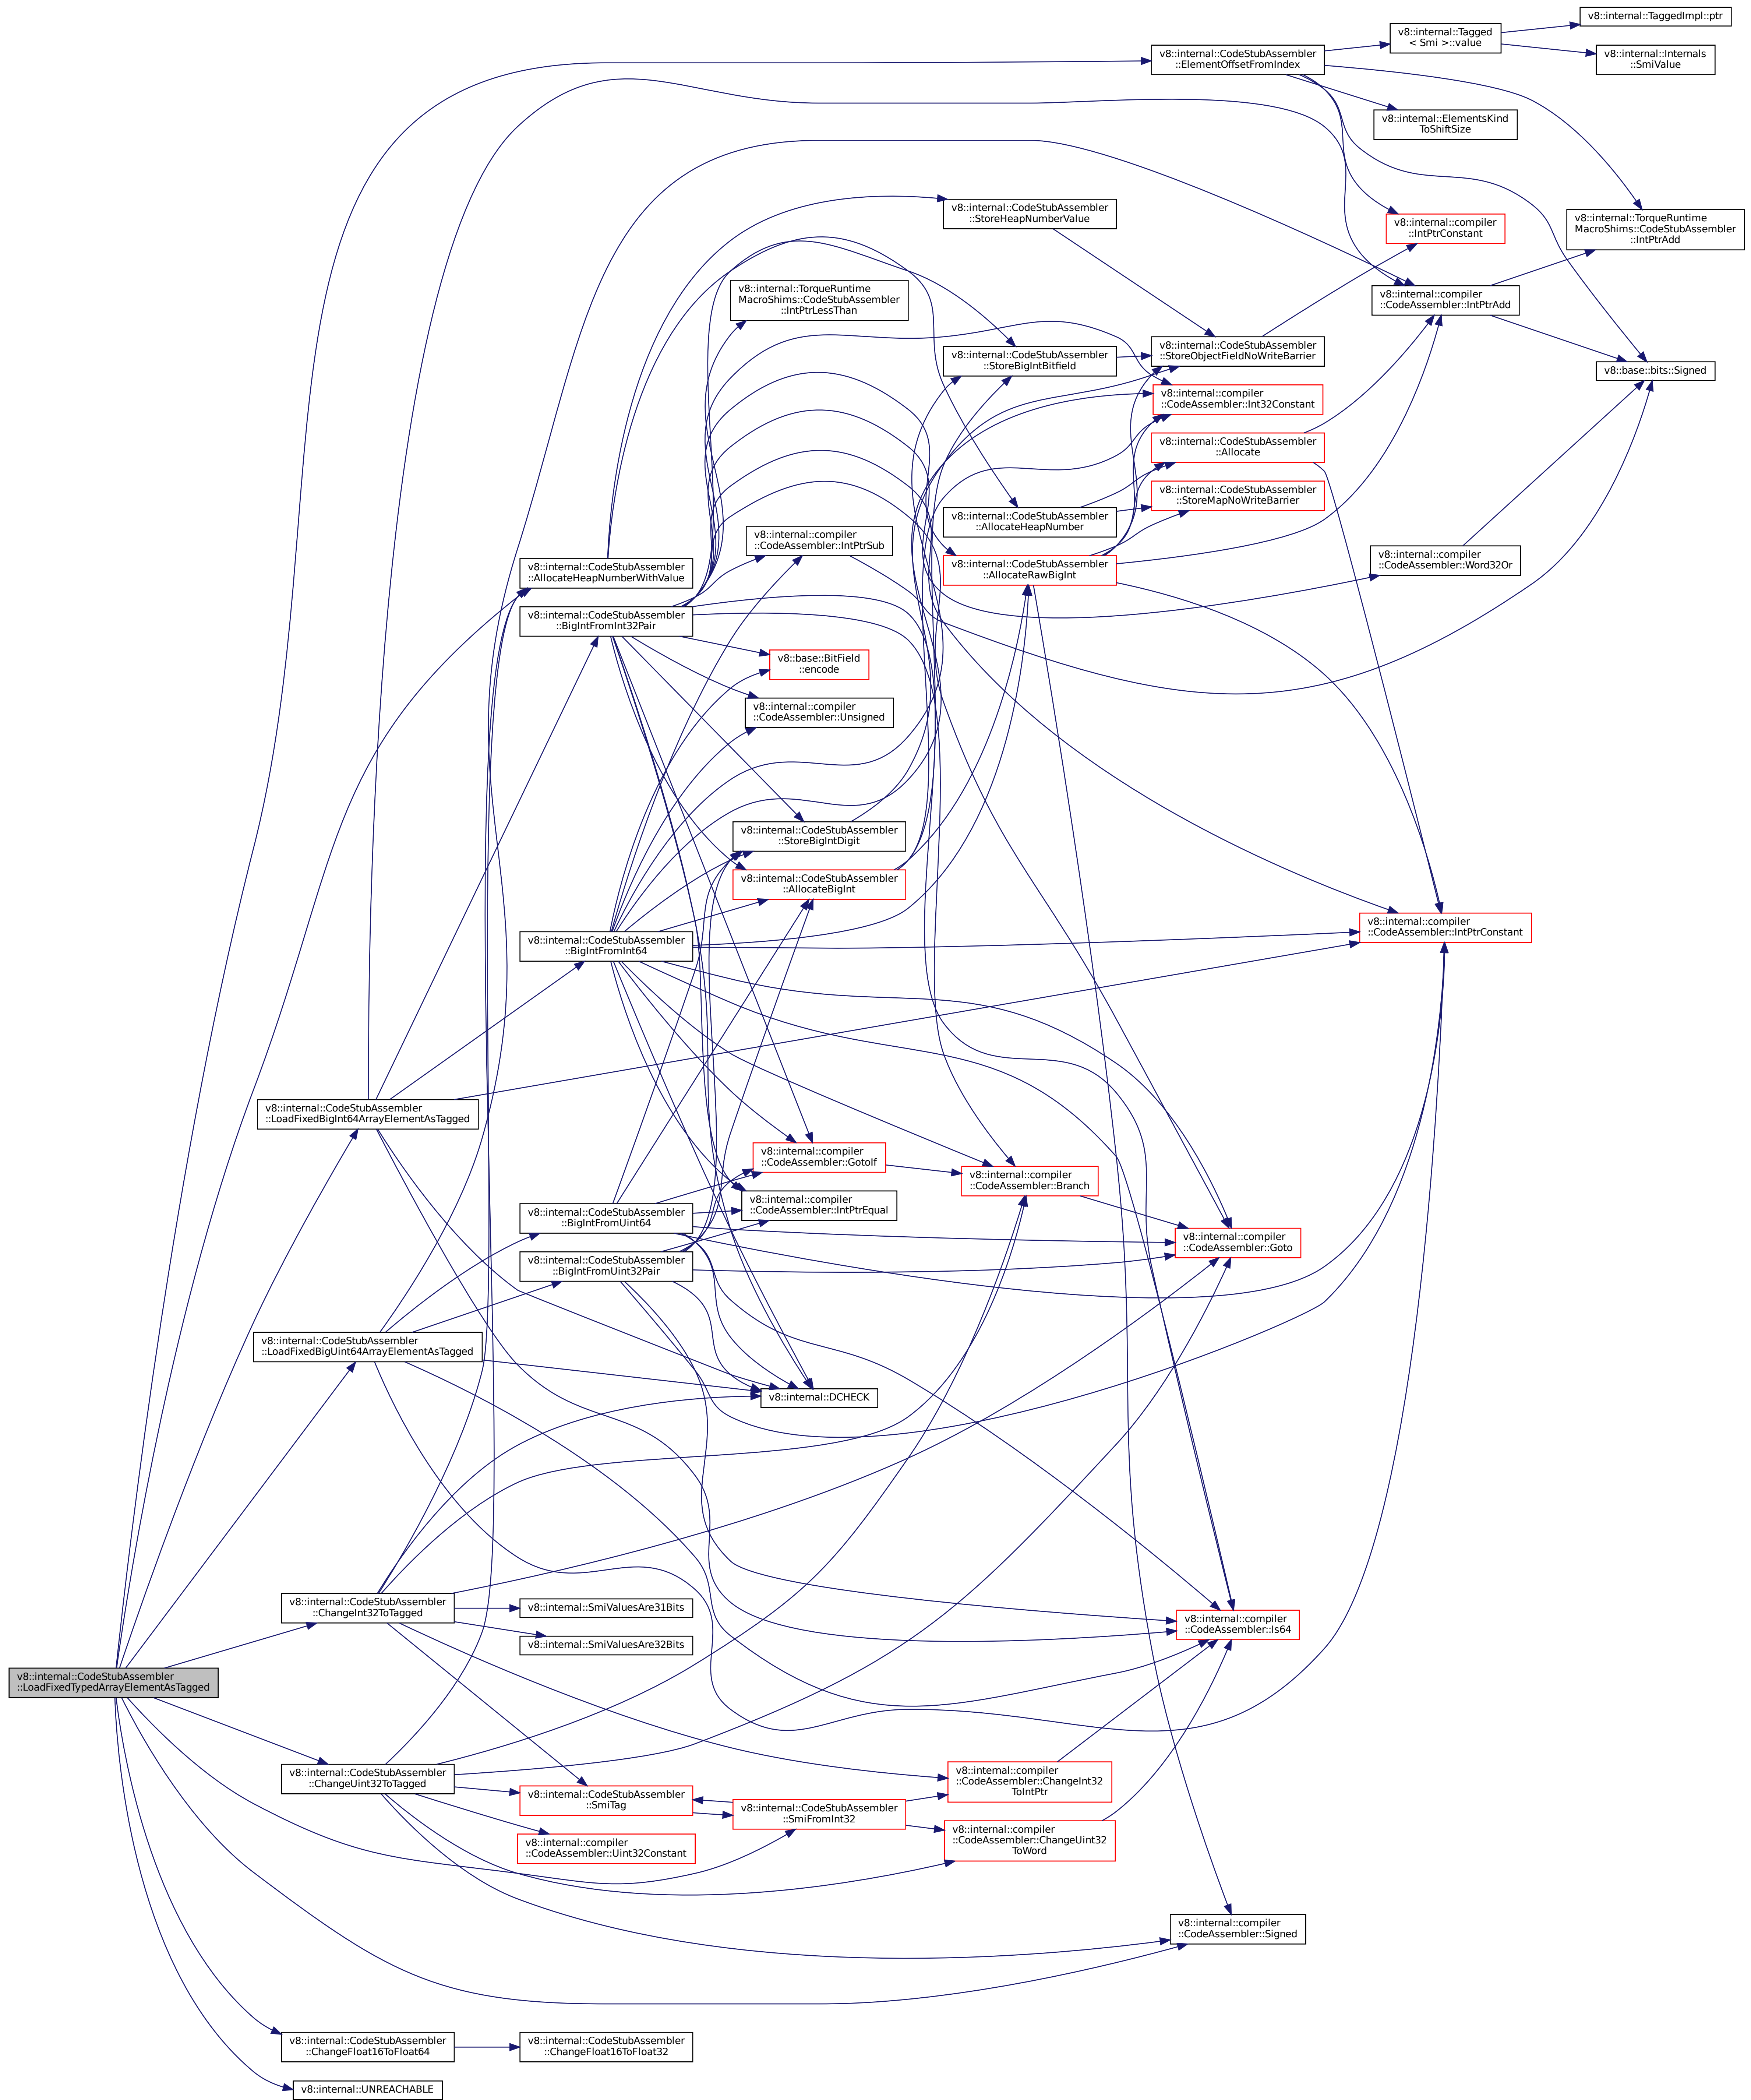 v8::internal::TaggedImpl::ptr
v8::internal::Tagged
< Smi >::value
v8::internal::CodeStubAssembler
::ElementOffsetFromIndex
v8::internal::Internals
::SmiValue
v8::internal::ElementsKind
ToShiftSize
v8::internal::CodeStubAssembler
::StoreHeapNumberValue
v8::internal::compiler
::IntPtrConstant
v8::internal::TorqueRuntime
MacroShims::CodeStubAssembler
::IntPtrAdd
v8::internal::TorqueRuntime
MacroShims::CodeStubAssembler
::IntPtrLessThan
v8::internal::compiler
::CodeAssembler::IntPtrAdd
v8::internal::CodeStubAssembler
::StoreBigIntBitfield
v8::internal::CodeStubAssembler
::StoreObjectFieldNoWriteBarrier
v8::base::bits::Signed
v8::internal::compiler
::CodeAssembler::Int32Constant
v8::internal::CodeStubAssembler
::Allocate
v8::internal::CodeStubAssembler
::StoreMapNoWriteBarrier
v8::internal::CodeStubAssembler
::AllocateHeapNumber
v8::internal::compiler
::CodeAssembler::IntPtrSub
v8::internal::CodeStubAssembler
::AllocateHeapNumberWithValue
v8::internal::CodeStubAssembler
::AllocateRawBigInt
v8::internal::compiler
::CodeAssembler::Word32Or
v8::internal::CodeStubAssembler
::BigIntFromInt32Pair
v8::base::BitField
::encode
v8::internal::compiler
::CodeAssembler::Unsigned
v8::internal::CodeStubAssembler
::StoreBigIntDigit
v8::internal::CodeStubAssembler
::AllocateBigInt
v8::internal::CodeStubAssembler
::BigIntFromInt64
v8::internal::compiler
::CodeAssembler::IntPtrConstant
v8::internal::CodeStubAssembler
::LoadFixedBigInt64ArrayElementAsTagged
v8::internal::compiler
::CodeAssembler::GotoIf
v8::internal::compiler
::CodeAssembler::Branch
v8::internal::compiler
::CodeAssembler::IntPtrEqual
v8::internal::CodeStubAssembler
::BigIntFromUint64
v8::internal::compiler
::CodeAssembler::Goto
v8::internal::CodeStubAssembler
::BigIntFromUint32Pair
v8::internal::CodeStubAssembler
::LoadFixedBigUint64ArrayElementAsTagged
v8::internal::DCHECK
v8::internal::CodeStubAssembler
::ChangeInt32ToTagged
v8::internal::SmiValuesAre31Bits
v8::internal::SmiValuesAre32Bits
v8::internal::compiler
::CodeAssembler::Is64
v8::internal::CodeStubAssembler
::LoadFixedTypedArrayElementAsTagged
v8::internal::CodeStubAssembler
::ChangeUint32ToTagged
v8::internal::compiler
::CodeAssembler::ChangeInt32
ToIntPtr
v8::internal::CodeStubAssembler
::SmiTag
v8::internal::CodeStubAssembler
::SmiFromInt32
v8::internal::compiler
::CodeAssembler::Uint32Constant
v8::internal::compiler
::CodeAssembler::ChangeUint32
ToWord
v8::internal::compiler
::CodeAssembler::Signed
v8::internal::CodeStubAssembler
::ChangeFloat16ToFloat64
v8::internal::CodeStubAssembler
::ChangeFloat16ToFloat32
v8::internal::UNREACHABLE